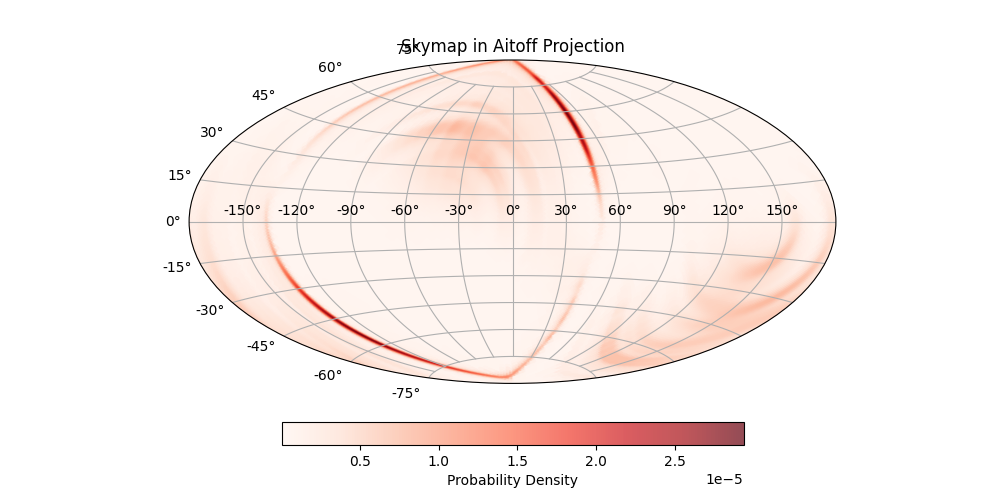 75°
Skymap in Aitoff Projection
60°
45°
30°
15°
-150° -120° -90° -60° -30° 0° 30° 60° 90° 120° 150°
0°
-15°
-30°
-45°
-60°
-75°
0.5 1.0 1.5 2.0 2.5
1e−5
Probability Density